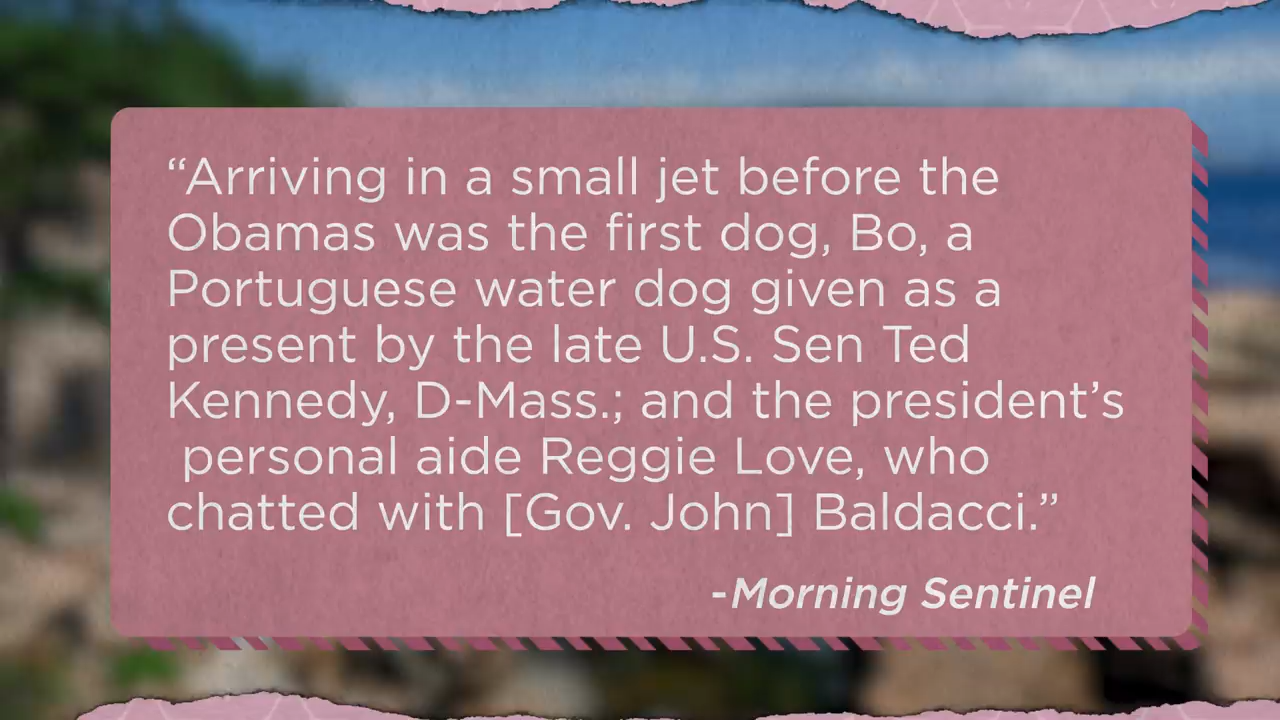 “Arriving in a small jet before the
Obamas was the first dog, Bo, a
Portuguese water dog given as a
present by the late U.S. Sen Ted
Kennedy, D-Mass.; and the president’s
personal aide Reggie Love, who
chatted with [Gov. John] Baldacci.”
-Morning Sentinel